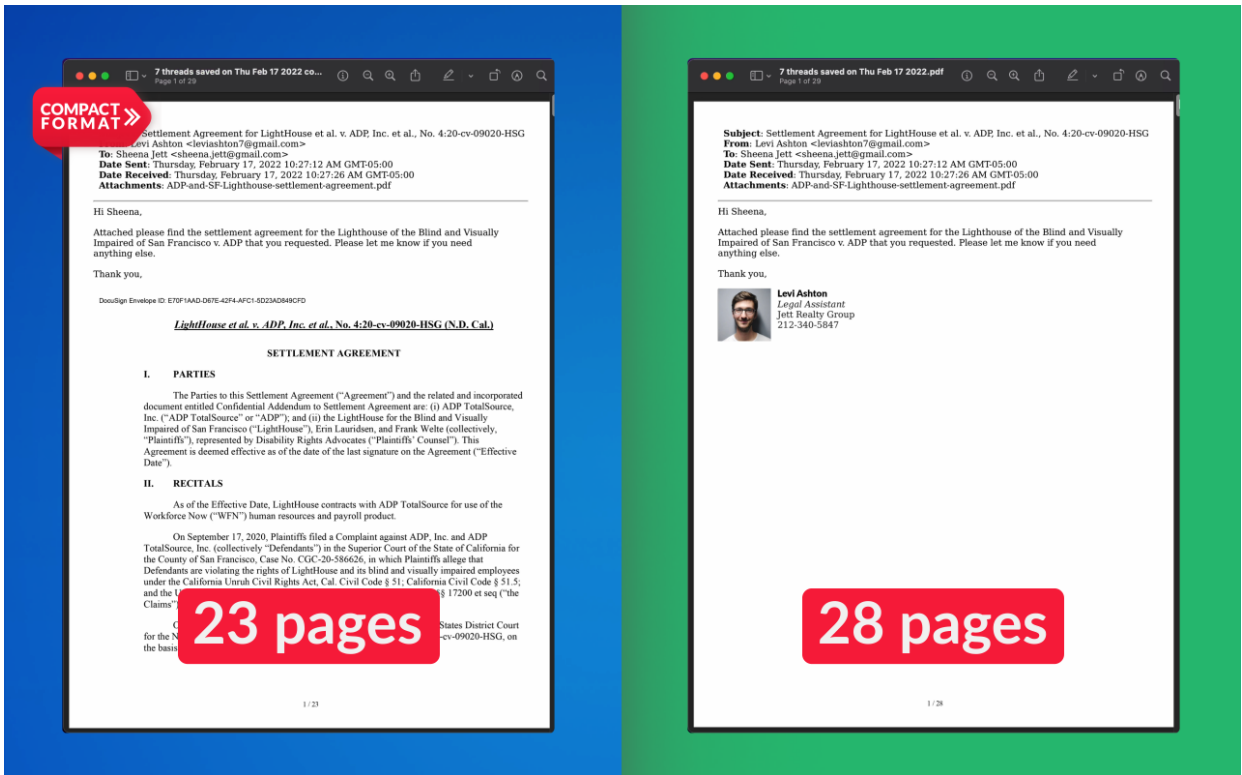 7 threads saved on Thu Feb 17 2022 co...
Page 1 of 29
COMPACT
FORMAT
Settlement Agreement for LightHouse et al. v. ADP, Inc. et al., No. 4:20-cv-09020-HSG
Levi Ashton <leviashton7@gmail.com>
To: Sheena Jett <sheena.jett@gmail.com>
Date Sent: Thursday, February 17, 2022 10:27:12 AM GMT-05:00
Date Received: Thursday, February 17, 2022 10:27:26 AM GMT-05:00
Attachments: ADP-and-SF-Lighthouse-settlement-agreement.pdf
Hi Sheena,
Attached please find the settlement agreement for the Lighthouse of the Blind and Visually
Impaired of San Francisco v. ADP that you requested. Please let me know if you need
anything else.
Thank you,
DocuSign Envelope ID: E70F1AAD-D67E-42F4-AFC1-5D23AD849CFD
LightHouse et al. v. ADP, Inc. et al., No. 4:20-cv-09020-HSG (N.D. Cal.)
SETTLEMENT AGREEMENT
I. PARTIES
The Parties to this Settlement Agreement (“Agreement”) and the related and incorporated
document entitled Confidential Addendum to Settlement Agreement are: (i) ADP TotalSource,
Inc. (“ADP TotalSource” or “ADP”); and (ii) the LightHouse for the Blind and Visually
Impaired of San Francisco (“LightHouse”), Erin Lauridsen, and Frank Welte (collectively,
“Plaintiffs”), represented by Disability Rights Advocates (“Plaintiffs’ Counsel”). This
Agreement is deemed effective as of the date of the last signature on the Agreement (“Effective
Date”).
II. RECITALS
As of the Effective Date, LightHouse contracts with ADP TotalSource for use of the
Workforce Now (“WFN”) human resources and payroll product.
On September 17, 2020, Plaintiffs filed a Complaint against ADP, Inc. and ADP
TotalSource, Inc. (collectively “Defendants”) in the Superior Court of the State of California for
the County of San Francisco, Case No. CGC-20-586626, in which Plaintiffs allege that
Defendants are violating the rights of LightHouse and its blind and visually impaired employees
under the California Unruh Civil Rights Act, Cal. Civil Code § 51; California Civil Code § 51.5;
and the § 17200 et seq (“the
Claims”
States District Court
for the -cv-09020-HSG, on
the basis
23 pages
1 / 23
7 threads saved on Thu Feb 17 2022.pdf
Page 1 of 29
Subject: Settlement Agreement for LightHouse et al. v. ADP, Inc. et al., No. 4:20-cv-09020-HSG
From: Levi Ashton <leviashton7@gmail.com>
To: Sheena Jett <sheena.jett@gmail.com>
Date Sent: Thursday, February 17, 2022 10:27:12 AM GMT-05:00
Date Received: Thursday, February 17, 2022 10:27:26 AM GMT-05:00
Attachments: ADP-and-SF-Lighthouse-settlement-agreement.pdf
Hi Sheena,
Attached please find the settlement agreement for the Lighthouse of the Blind and Visually
Impaired of San Francisco v. ADP that you requested. Please let me know if you need
anything else.
Thank you,
Levi Ashton
Legal Assistant
Jett Realty Group
212-340-5847
28 pages
1 / 28